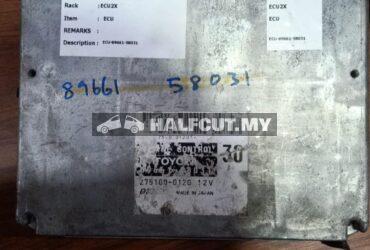 Rack : ECU2X
Item : ECU
REMARKS :
Description : ECU-89661-58031
ECU2X
ECU
ECU-89661-58031
89661 58031
HALFCUT.MY
CONTROL
TOYOTA
30
275100-0126 12V
MADE IN JAPAN